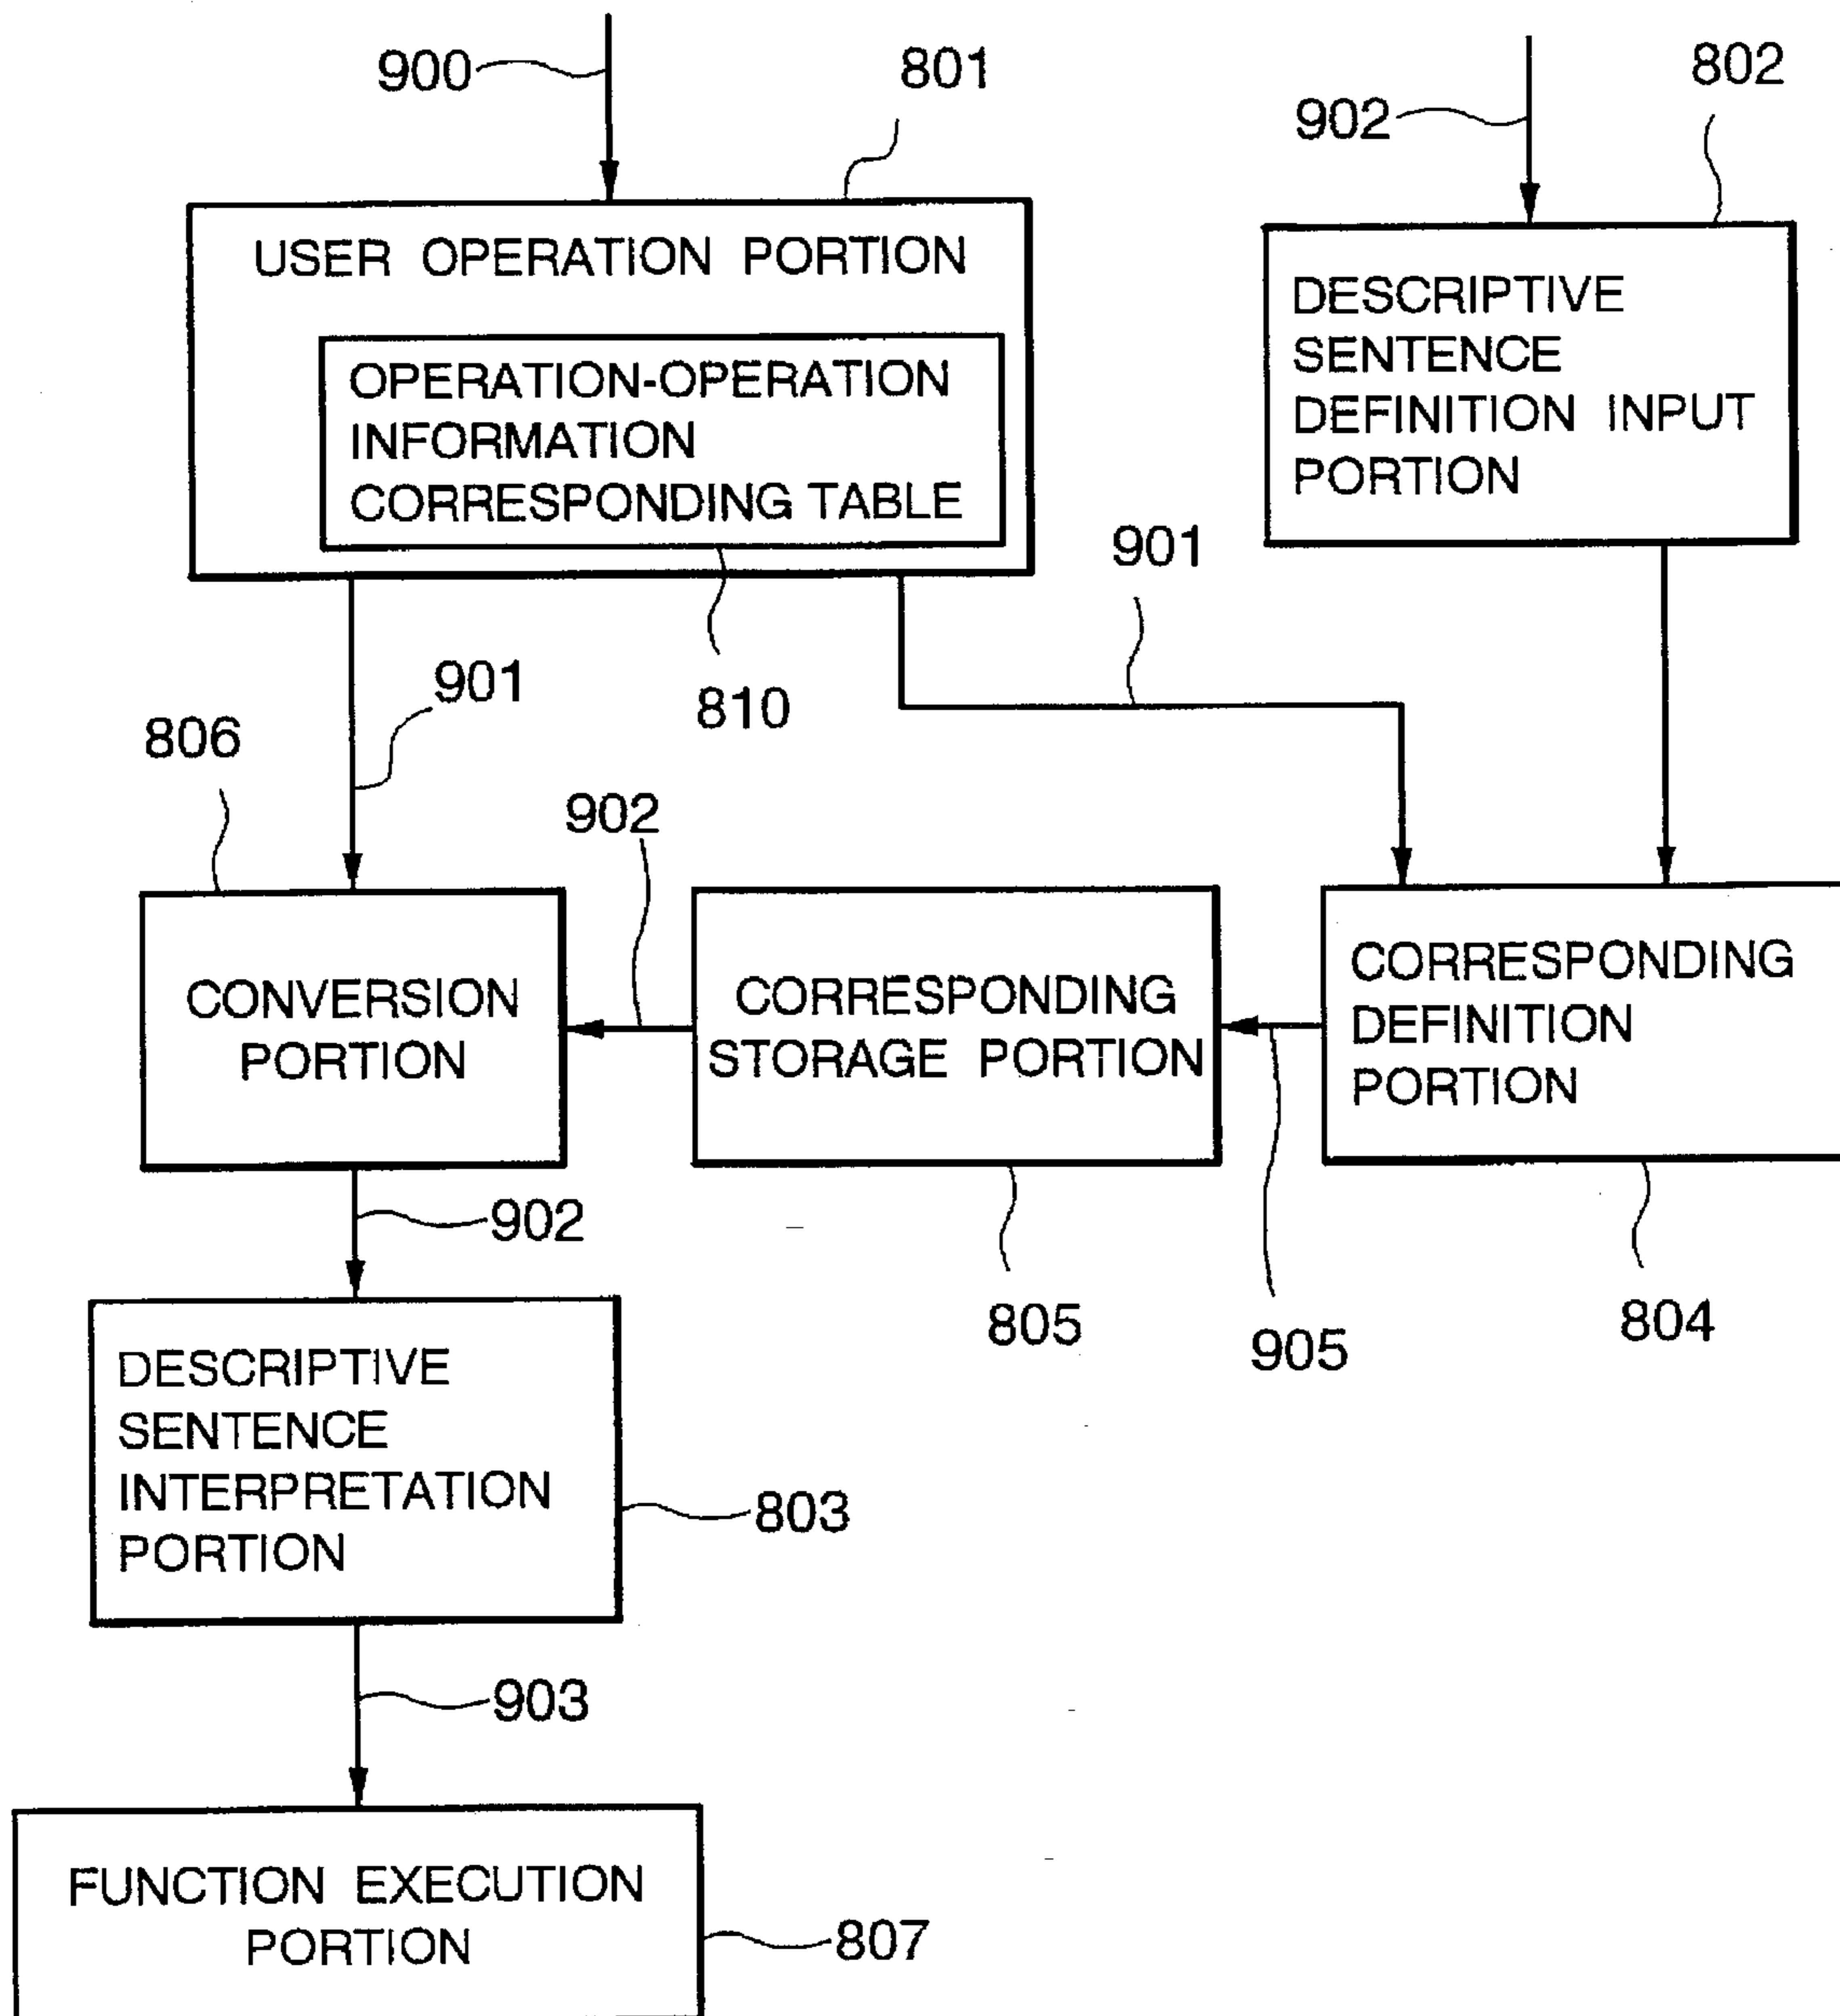 900
801
902
802
USER OPERATION PORTION
OPERATION-OPERATION
INFORMATION
CORRESPONDING TABLE
DESCRIPTIVE
SENTENCE
DEFINITION INPUT
PORTION
901
901
810
806
902
CONVERSION
PORTION
CORRESPONDING
STORAGE PORTION
CORRESPONDING
DEFINITION
PORTION
902
805
905
804
DESCRIPTIVE
SENTENCE
INTERPRETATION
PORTION
803
903
FUNCTION EXECUTION
PORTION
807